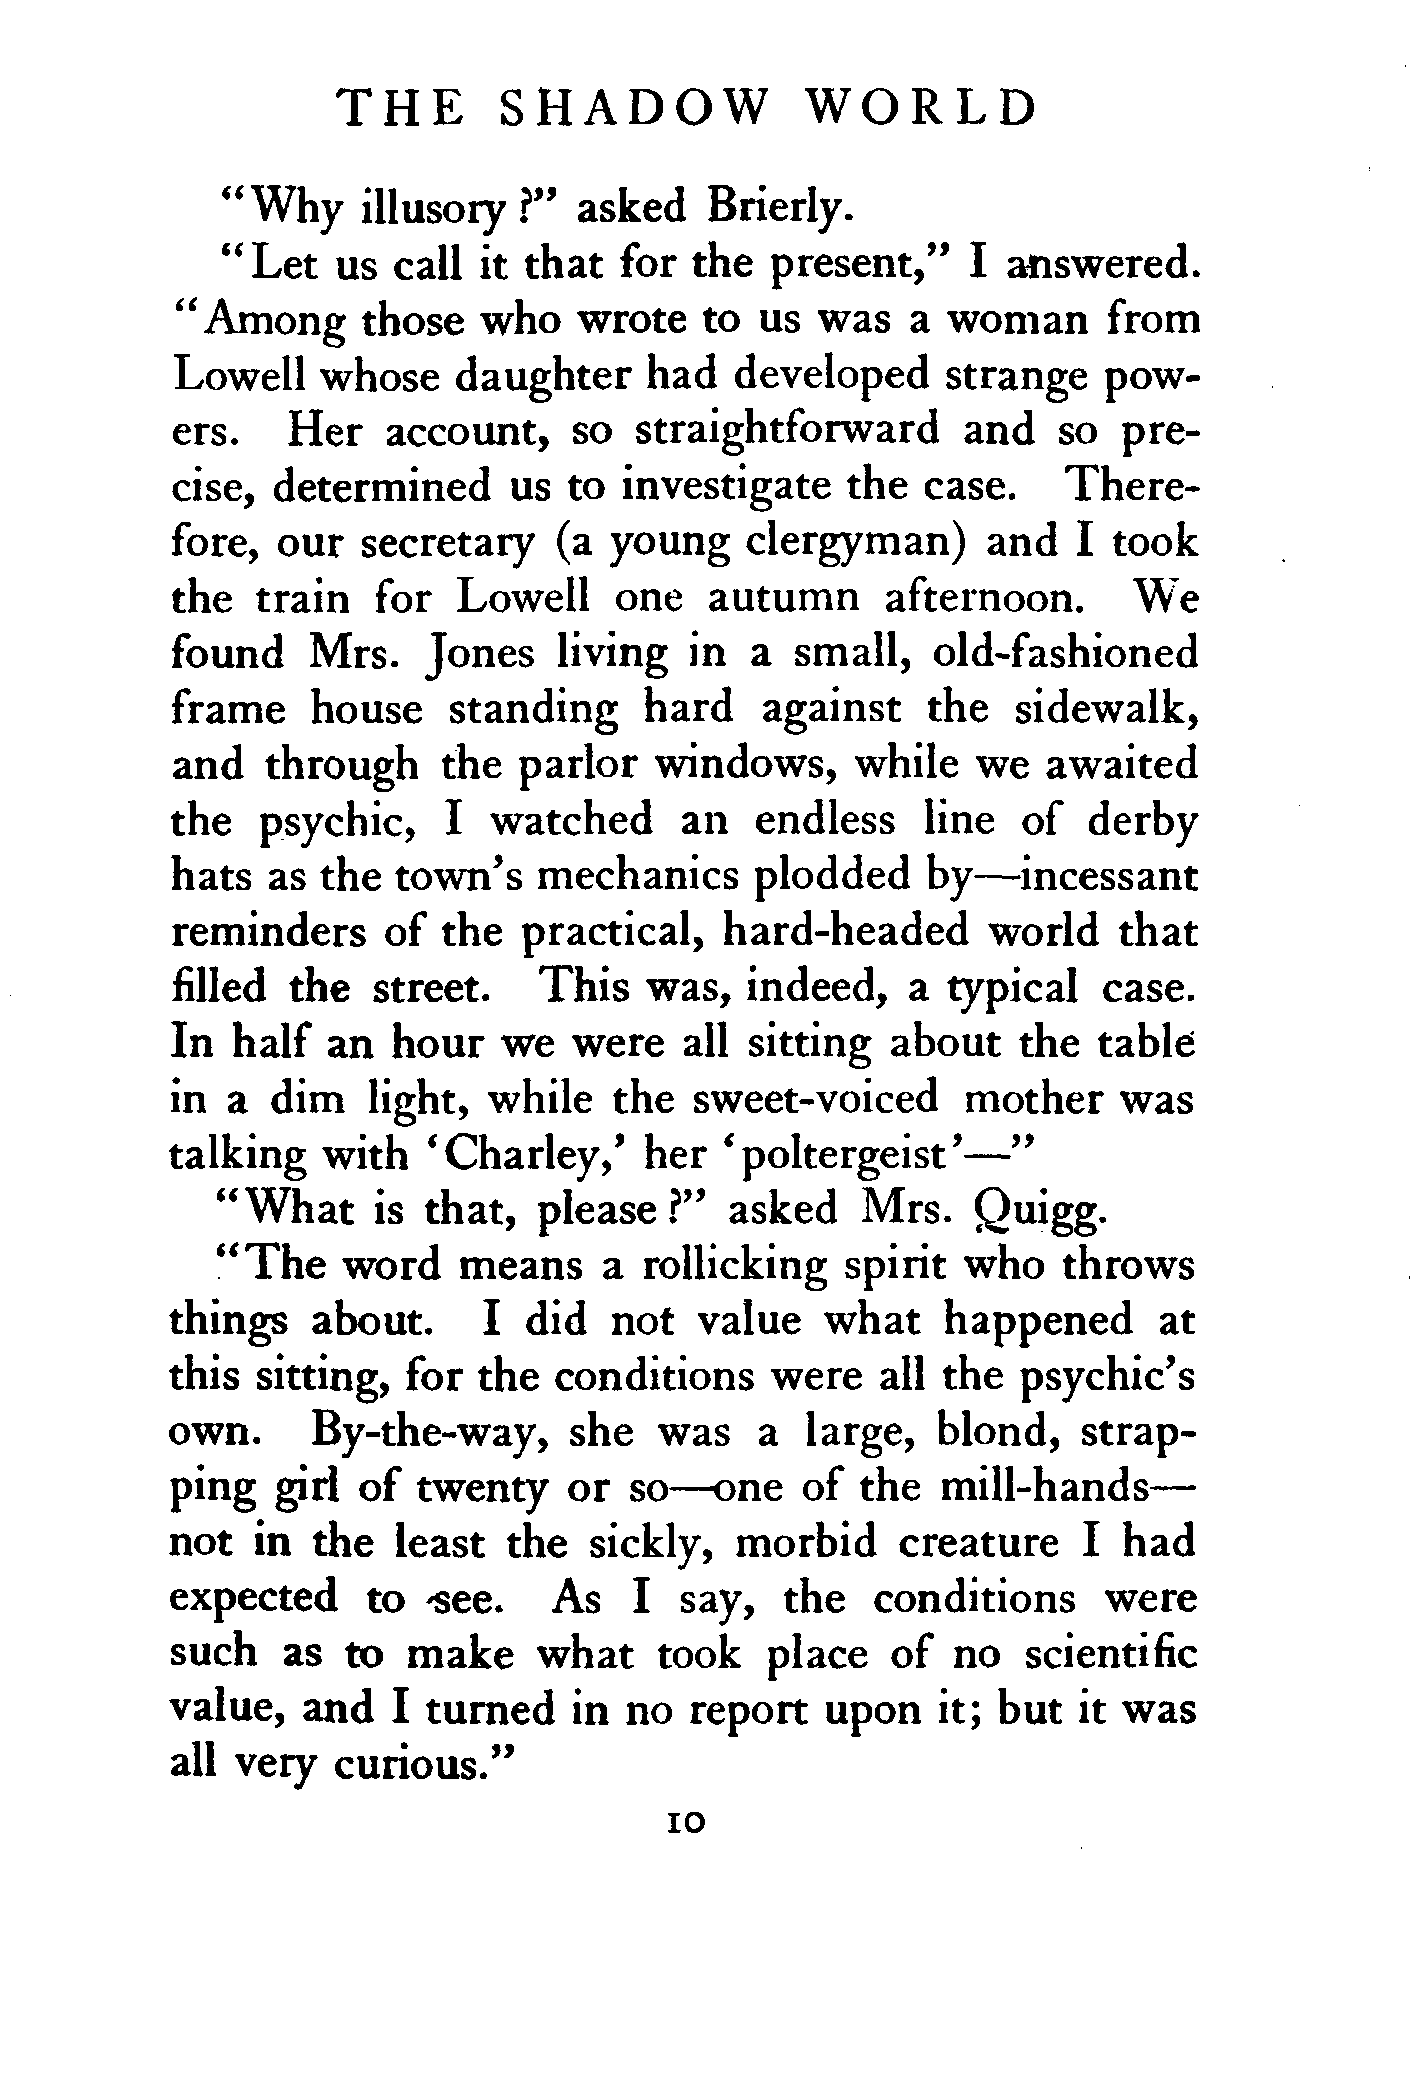 THE SHADOW WORLD
"Why illusory?" asked Brierly.
"Let us call it that for the present," I answered.
"Among those who wrote to us was a woman from
Lowell whose daughter had developed strange pow-
ers. Her account, so straightforward and so pre-
cise, determined us to investigate the case. There-
fore, our secretary (a young clergyman) and I took
the train for Lowell one autumn afternoon. We
found Mrs. Jones living in a small, old-fashioned
frame house standing hard against the sidewalk,
and through the parlor windows, while we awaited
the psychic, I watched an endless line of derby
hats as the town's mechanics plodded by—incessant
reminders of the practical, hard-headed world that
filled the street. This was, indeed, a typical case.
In half an hour we were all sitting about the table
in a dim light, while the sweet-voiced mother was
talking with 'Charley,' her 'poltergeist'—"
"What is that, please?" asked Mrs. Quigg.
"The word means a rollicking spirit who throws
things about. I did not value what happened at
this sitting, for the conditions were all the psychic's
own. By-the-way, she was a large, blond, strap-
ping girl of twenty or so—one of the mill-hands—
not in the least the sickly, morbid creature I had
expected to see. As I say, the conditions were
such as to make what took place of no scientific
value, and I turned in no report upon it; but it was
all very curious."
10